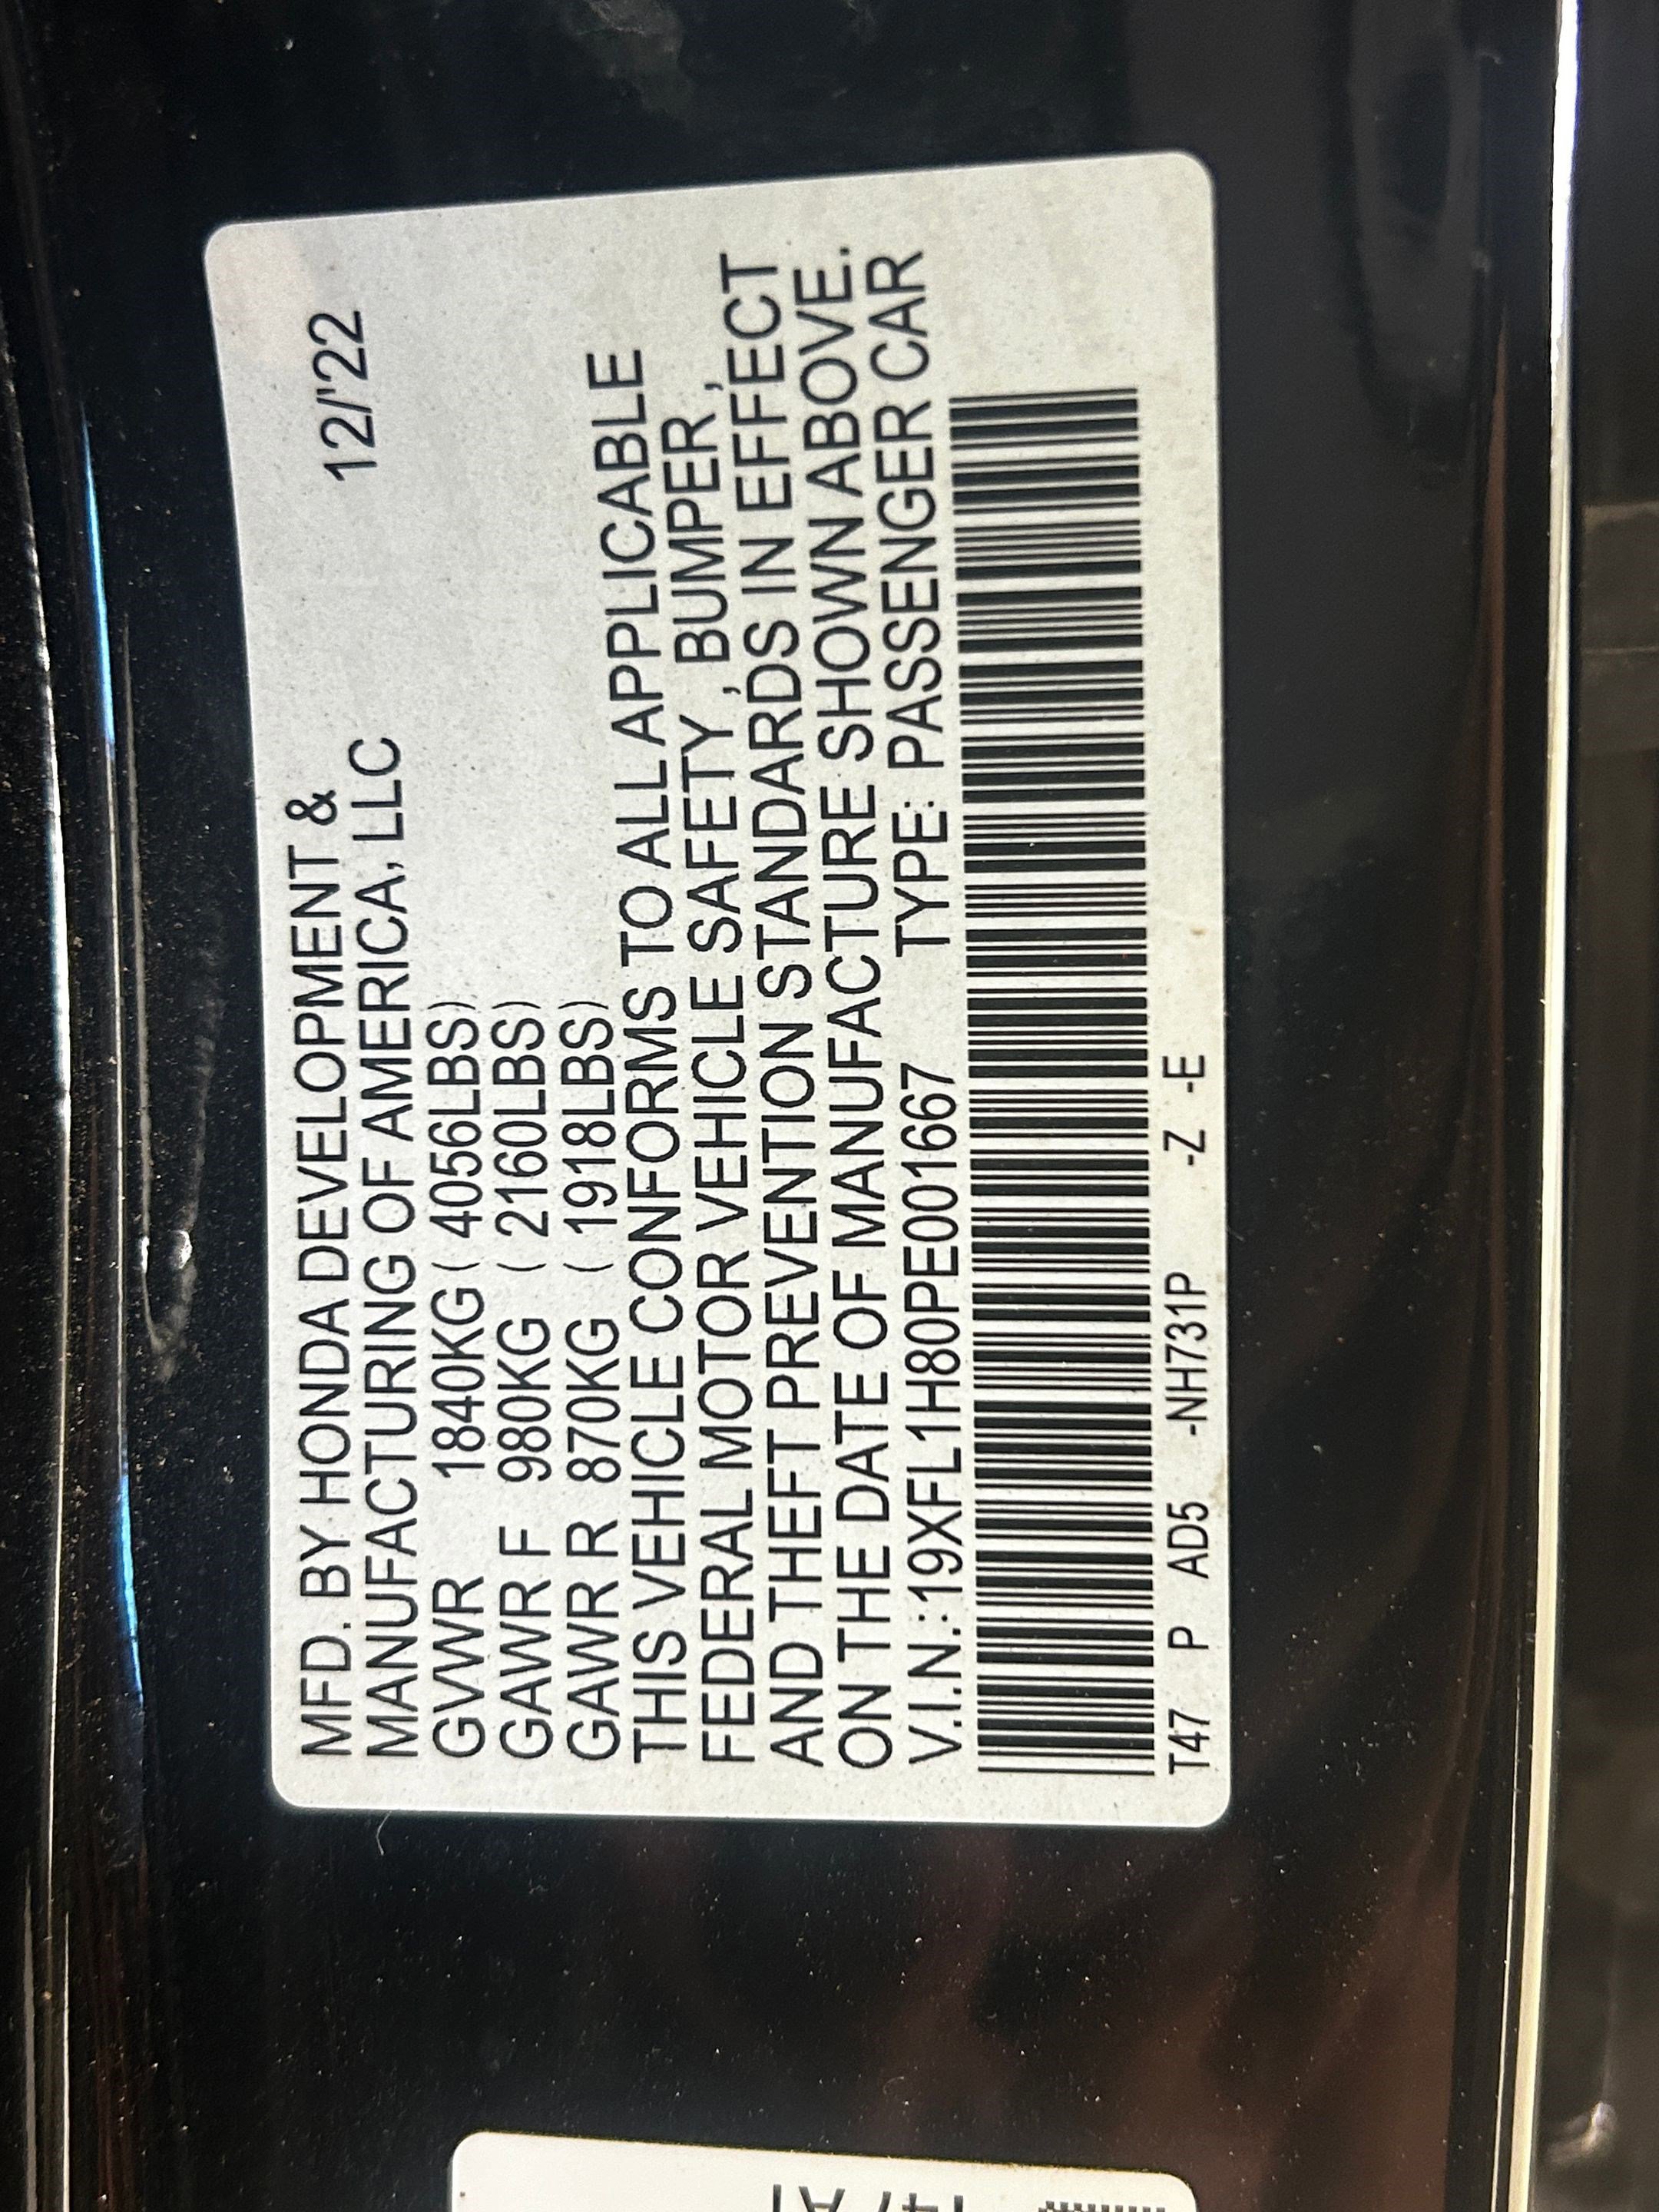 MFD. BY HONDA DEVELOPMENT &
MANUFACTURING OF AMERICA, LLC 12/'22
GVWR 1840KG ( 4056LBS)
GAWR F 980KG ( 2160LBS)
GAWR R 870KG ( 1918LBS)
THIS VEHICLE CONFORMS TO ALL APPLICABLE
FEDERAL MOTOR VEHICLE SAFETY , BUMPER ,
AND THEFT PREVENTION STANDARDS IN EFFECT
ON THE DATE OF MANUFACTURE SHOWN ABOVE.
V.I.N.:19XFL1H80PE001667 TYPE: PASSENGER CAR
T47 P AD5 -NH731P -Z -E